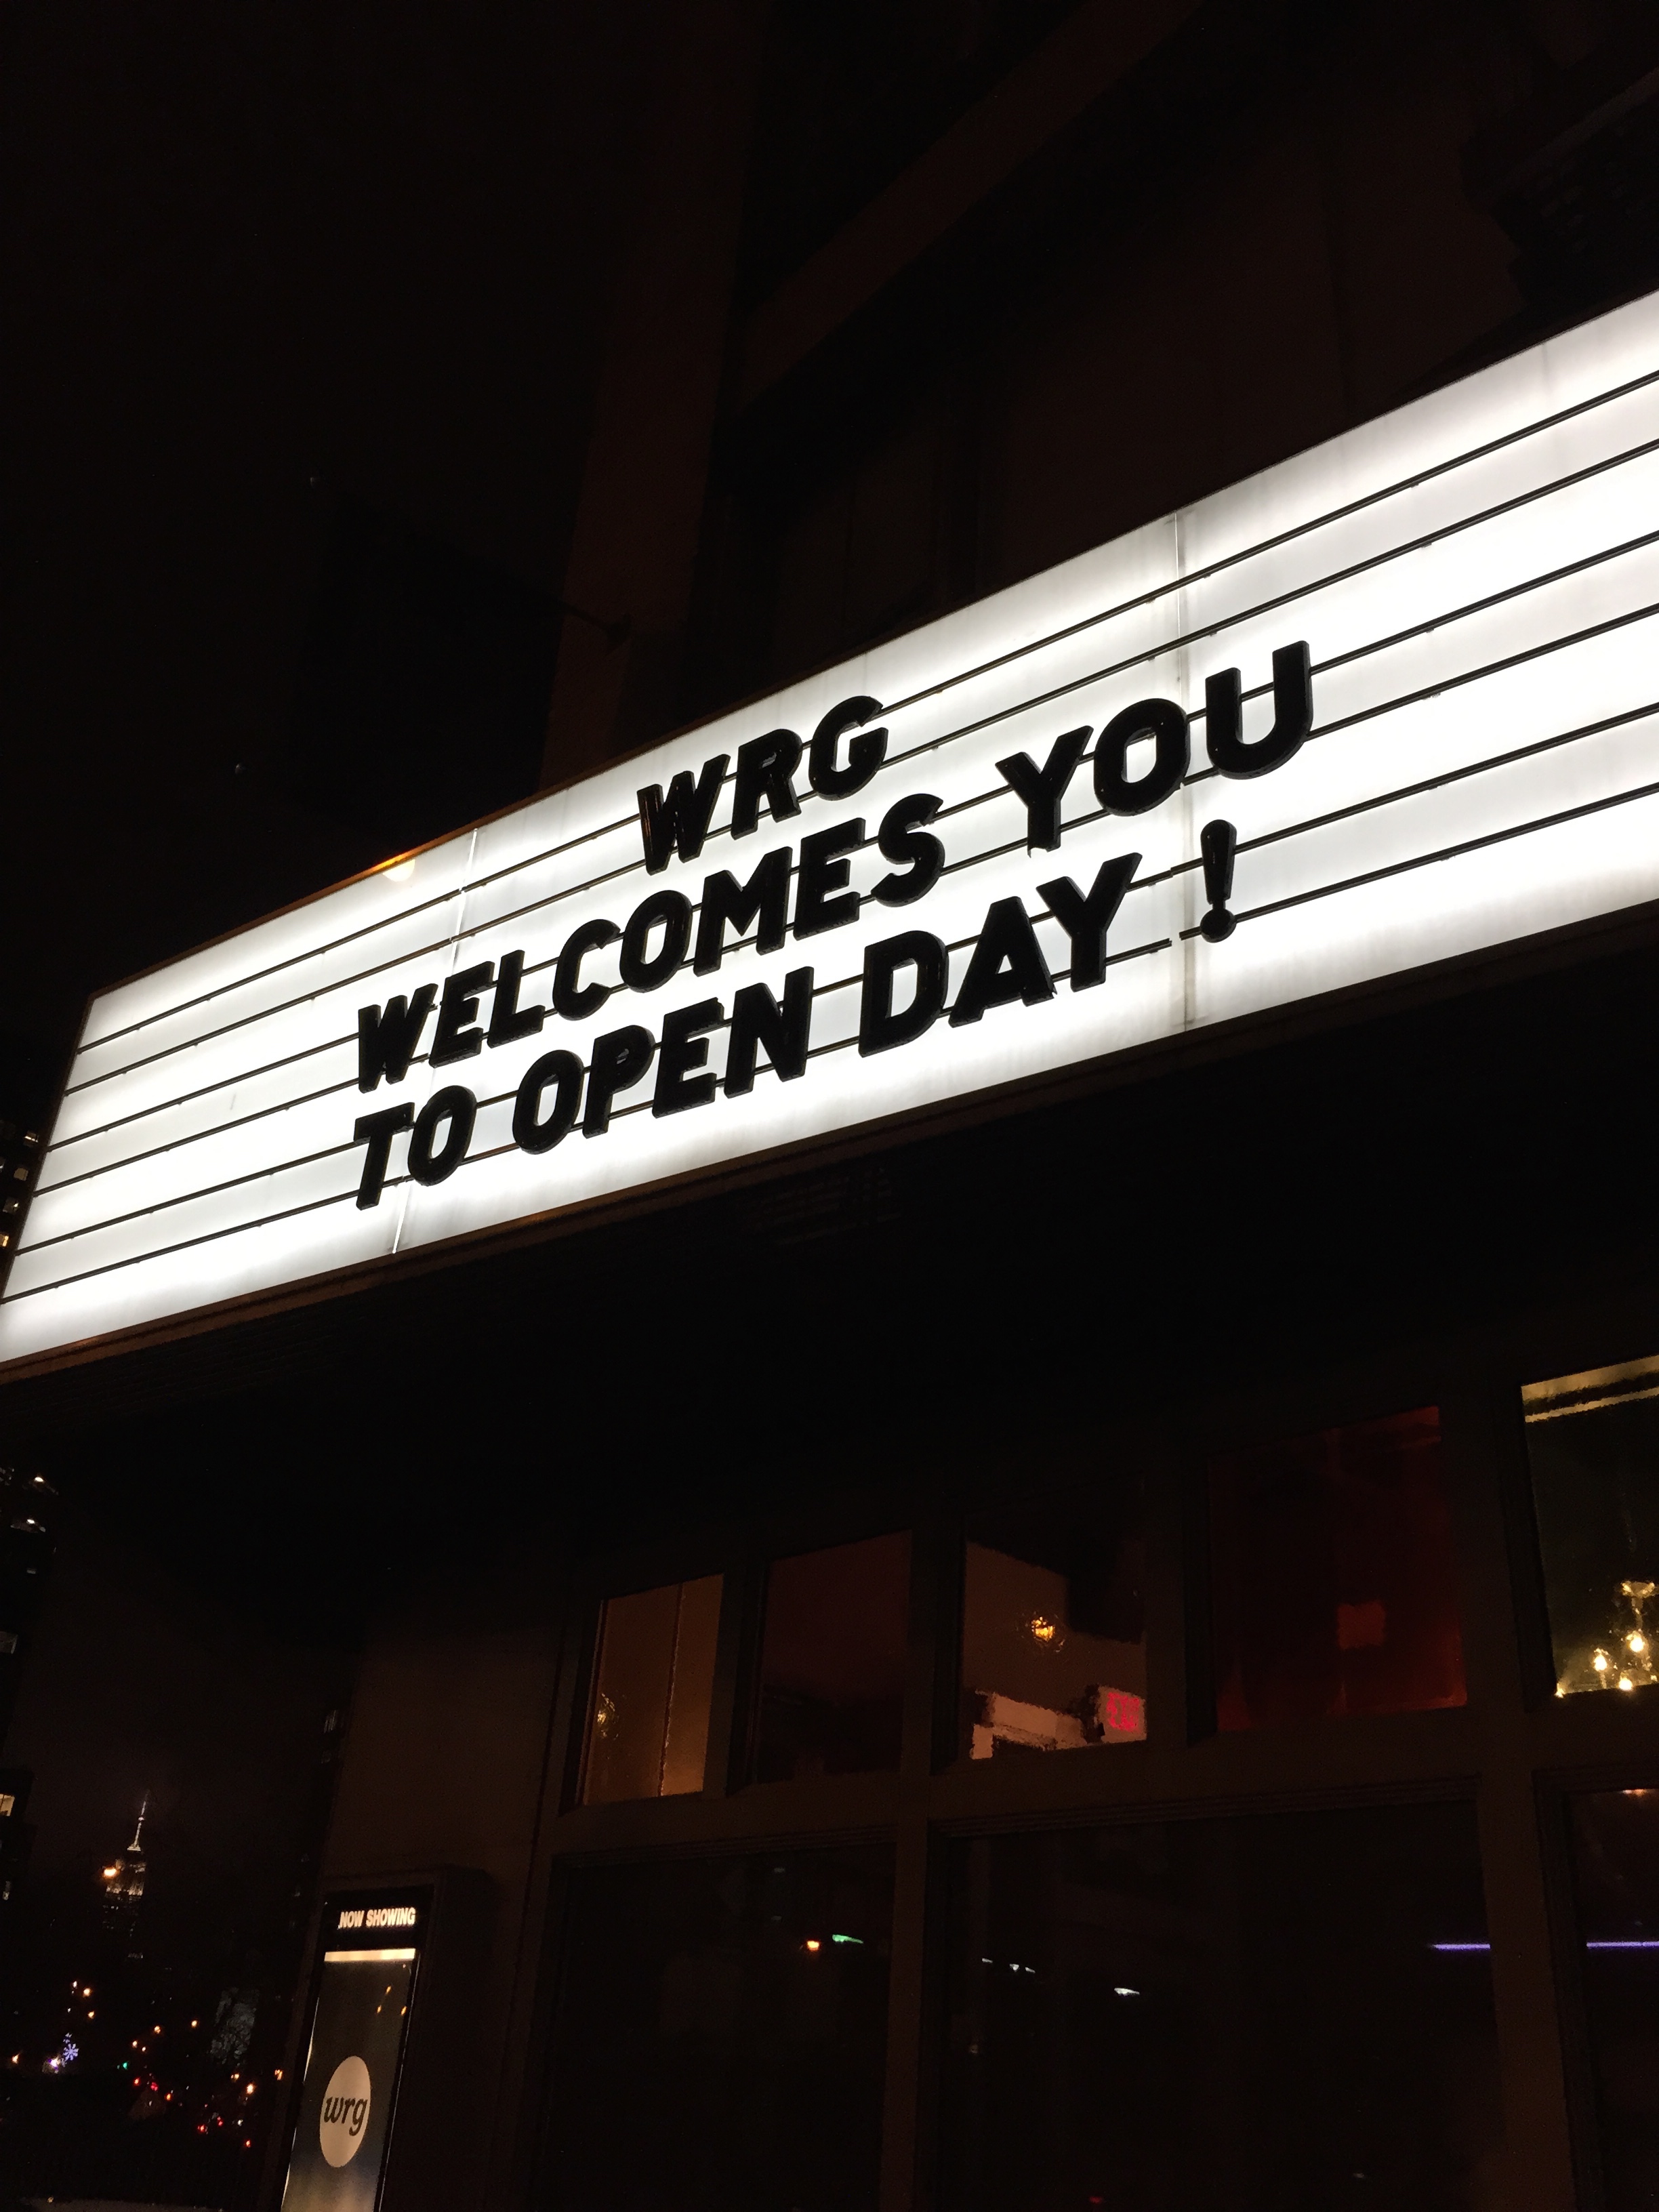 WRG
WELCOMES YOU
TO OPEN DAY !
NOW SHOWING
wrg